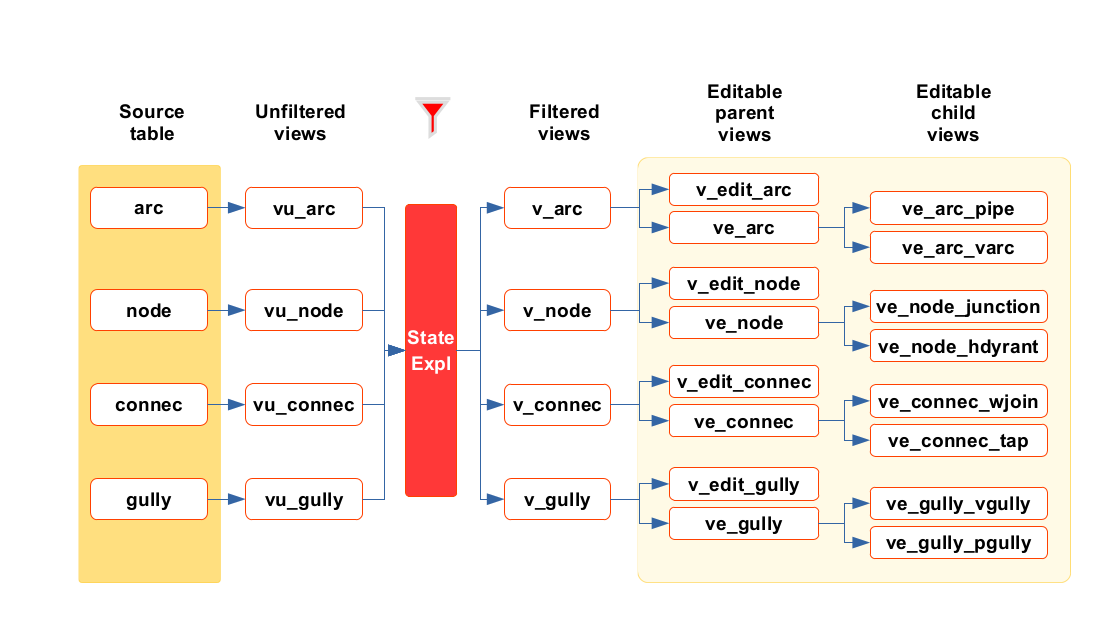 Source
table
Unfiltered
views
Filtered
views
Editable
parent
views
Editable
child
views
arc
vu_arc
v_arc
v_edit_arc
ve_arc
ve_arc_pipe
ve_arc_varc
node
vu_node
v_node
v_edit_node
ve_node
ve_node_junction
ve_node_hdyrant
State
Expl
connec
vu_connec
v_connec
v_edit_connec
ve_connec
ve_connec_wjoin
ve_connec_tap
gully
vu_gully
v_gully
v_edit_gully
ve_gully
ve_gully_vgully
ve_gully_pgully